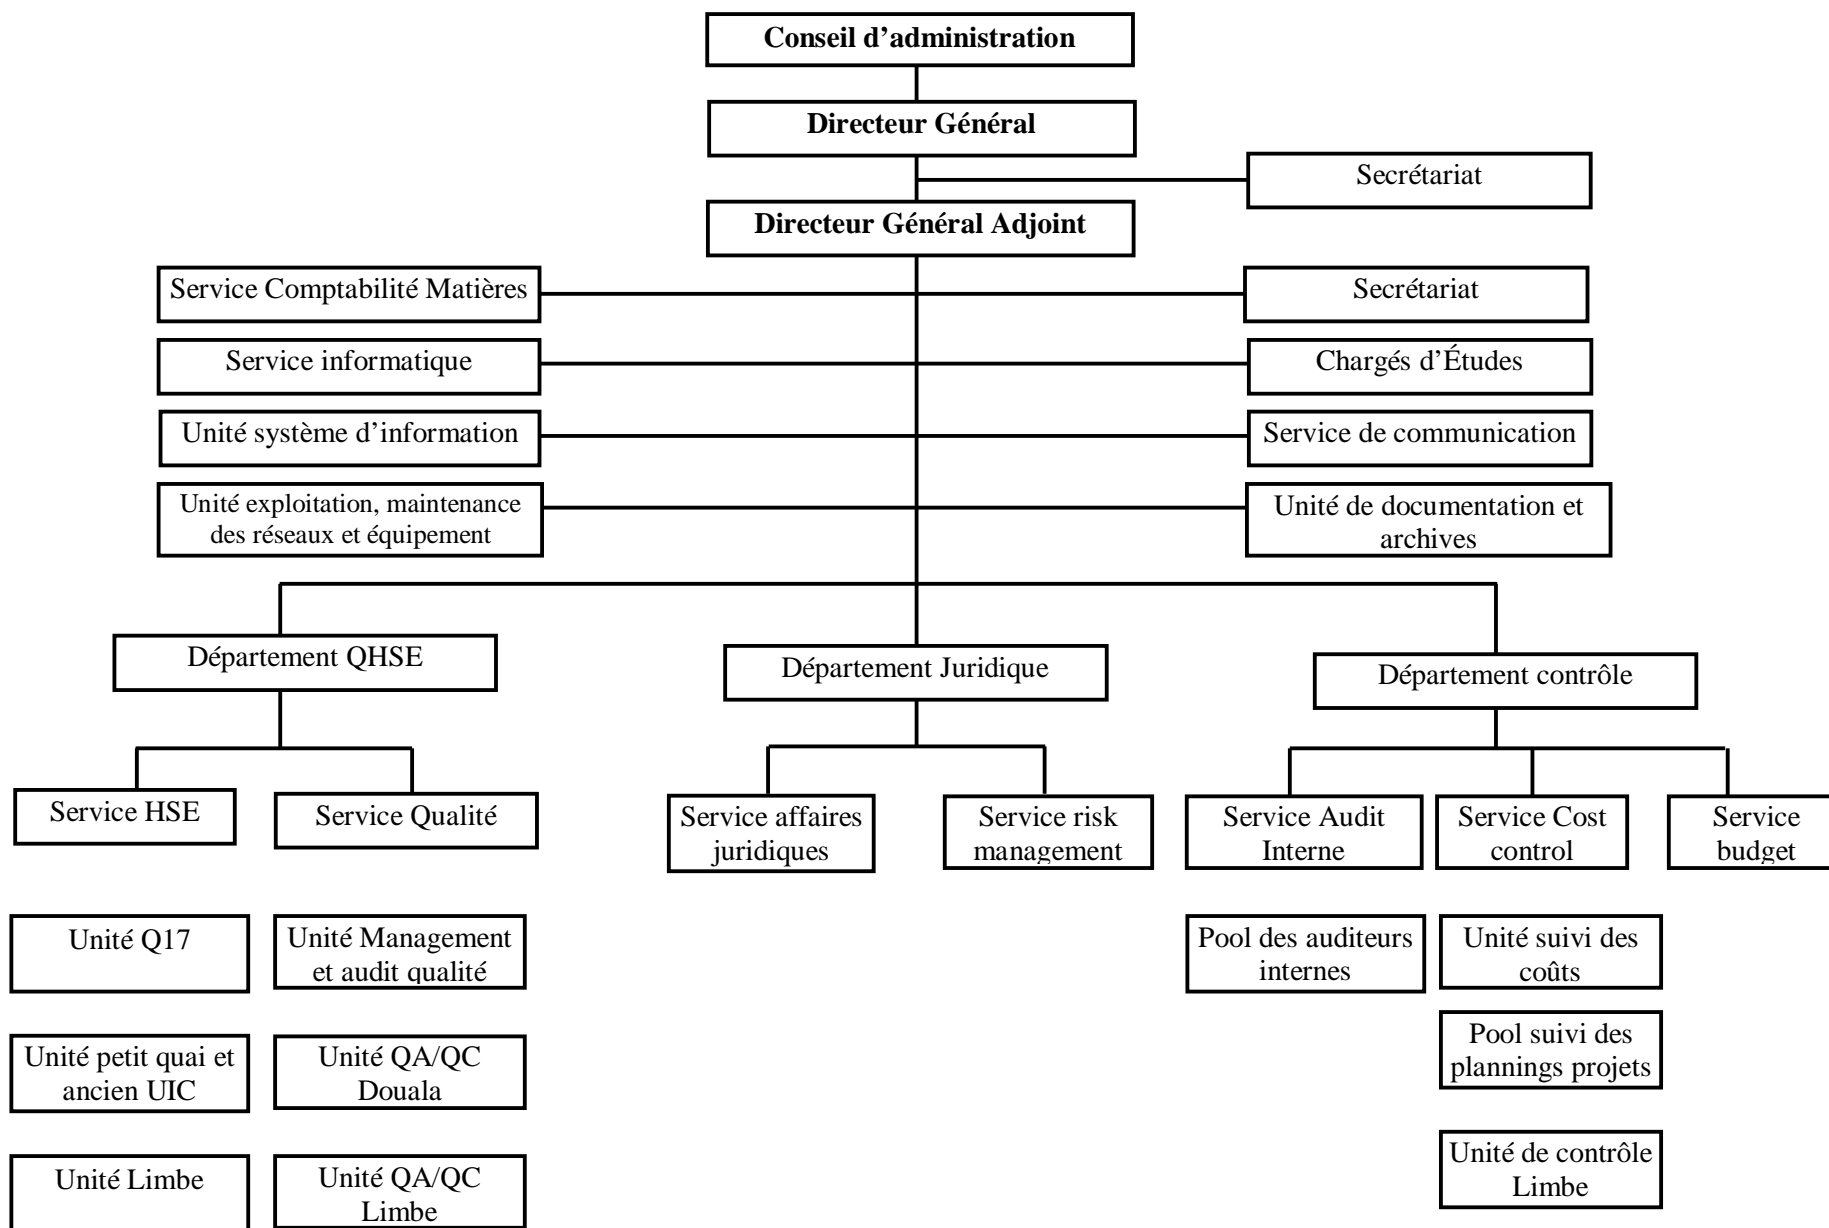 Conseil d’administration
Directeur Général
Secrétariat
Directeur Général Adjoint
Service Comptabilité Matières
Secrétariat
Service informatique
Chargés d’Études
Unité système d’information
Service de communication
Unité exploitation, maintenance
des réseaux et équipement
Unité de documentation et
archives
Département QHSE
Département Juridique
Département contrôle
Service HSE
Service Qualité
Service affaires
juridiques
Service risk
management
Service Audit
Interne
Service Cost
control
Service
budget
Unité Q17
Unité Management
et audit qualité
Pool des auditeurs
internes
Unité suivi des
coûts
Unité petit quai et
ancien UIC
Unité QA/QC
Douala
Pool suivi des
plannings projets
Unité Limbe
Unité QA/QC
Limbe
Unité de contrôle
Limbe